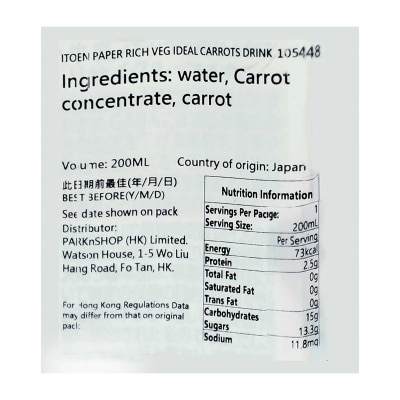 ITOEN PAPER RICH VEG IDEAL CARROTS DRINK 105448
Ingredients: water, Carrot
concentrate, carrot
Volume: 200ML Country of origin: Japan
此日期前最佳(年/月/日)
BEST BEFORE(Y/M/D)
See date shown on pack
Distributor:
PARKnSHOP (HK) Limited.
Watson House, 1-5 Wo Liu
Hang Road, Fo Tan, HK.
For Hong Kong Regulations Data
may differ from that on original
pack.
Nutrition Information
Servings Per Pacige: 1
Serving Size: 200mL
Per Serving
Energy 73kcal
Protein 2.5g
Total Fat 0g
Saturated Fat 0g
Trans Fat 0g
Carbohydrates 15g
Sugars 13.3g
Sodium 11.8mg